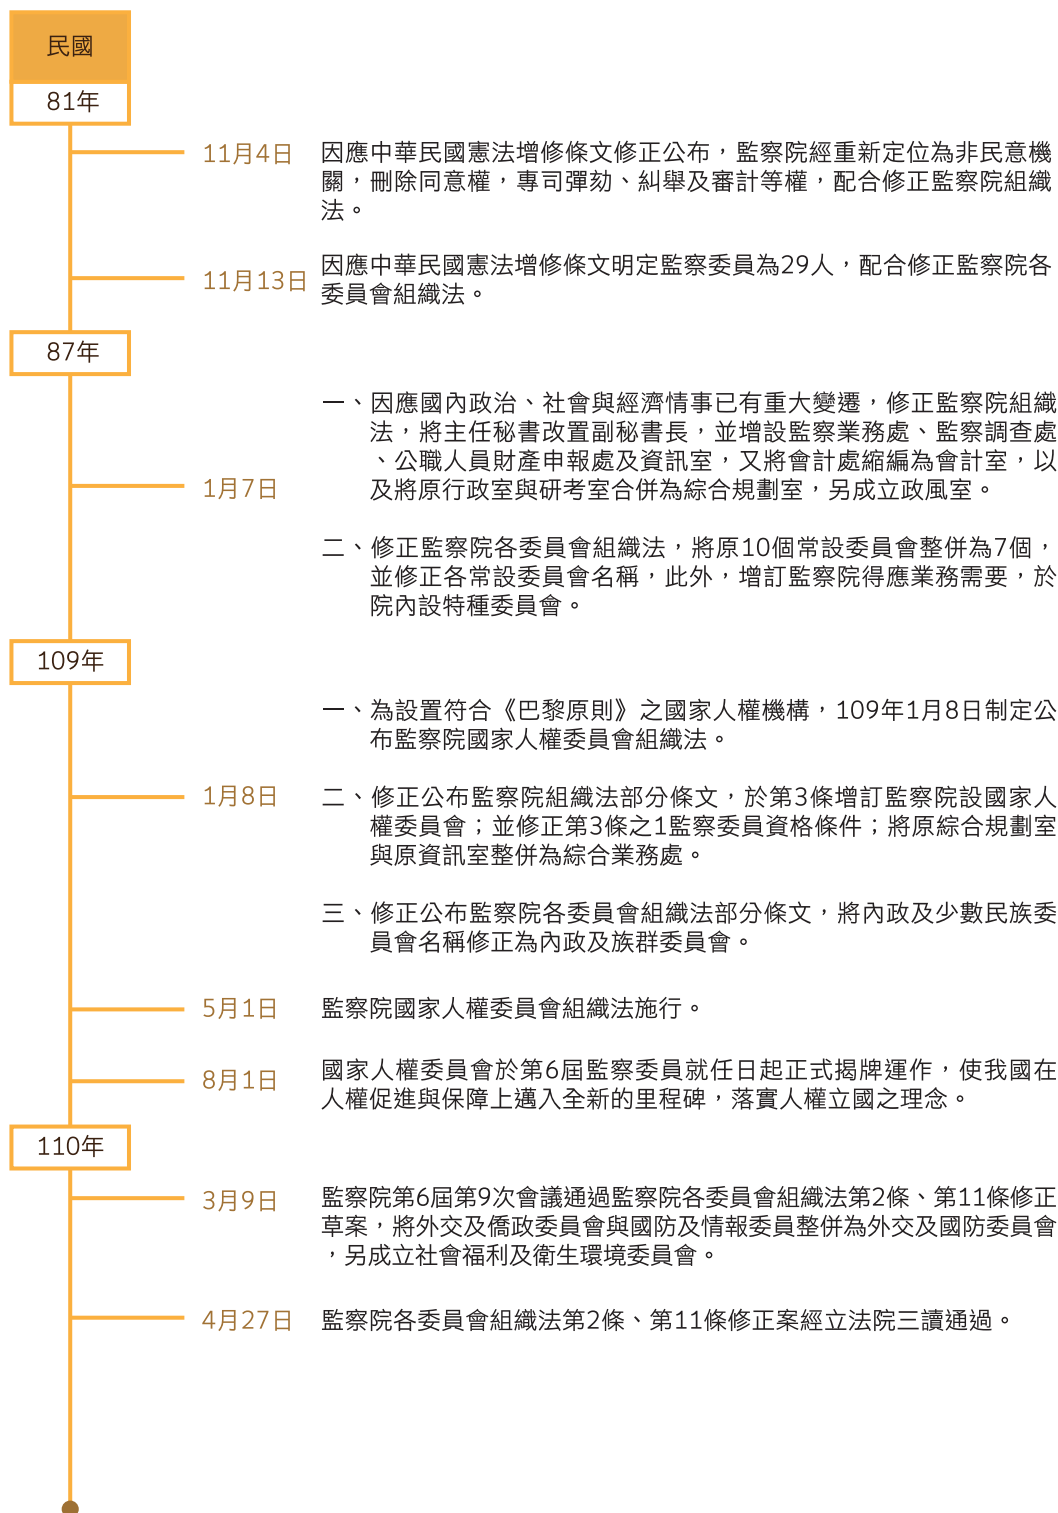 民國
81年
11月4日
因應中華民國憲法增修條文修正公布，監察院經重新定位為非民意機
關，刪除同意權，專司彈劾、糾舉及審計等權，配合修正監察院組織
法。
11月13日
因應中華民國憲法增修條文明定監察委員為29人，配合修正監察院各
委員會組織法。
87年
1月7日
一、因應國內政治、社會與經濟情事已有重大變遷，修正監察院組織
法，將主任秘書改置副秘書長，並增設監察業務處、監察調查處
、公職人員財產申報處及資訊室，又將會計處縮編為會計室，以
及將原行政室與研考室合併為綜合規劃室，另成立政風室。
二、修正監察院各委員會組織法，將原10個常設委員會整併為7個，
並修正各常設委員會名稱，此外，增訂監察院得應業務需要，於
院內設特種委員會。
109年
1月8日
一、為設置符合《巴黎原則》之國家人權機構，109年1月8日制定公
布監察院國家人權委員會組織法。
二、修正公布監察院組織法部分條文，於第3條增訂監察院設國家人
權委員會；並修正第3條之1監察委員資格條件；將原綜合規劃室
與原資訊室整併為綜合業務處。
三、修正公布監察院各委員會組織法部分條文，將內政及少數民族委
員會名稱修正為內政及族群委員會。
5月1日
監察院國家人權委員會組織法施行。
8月1日
國家人權委員會於第6屆監察委員就任日起正式揭牌運作，使我國在
人權促進與保障上邁入全新的里程碑，落實人權立國之理念。
110年
3月9日
監察院第6屆第9次會議通過監察院各委員會組織法第2條、第11條修正
草案，將外交及僑政委員會與國防及情報委員整併為外交及國防委員會
，另成立社會福利及衛生環境委員會。
4月27日
監察院各委員會組織法第2條、第11條修正案經立法院三讀通過。